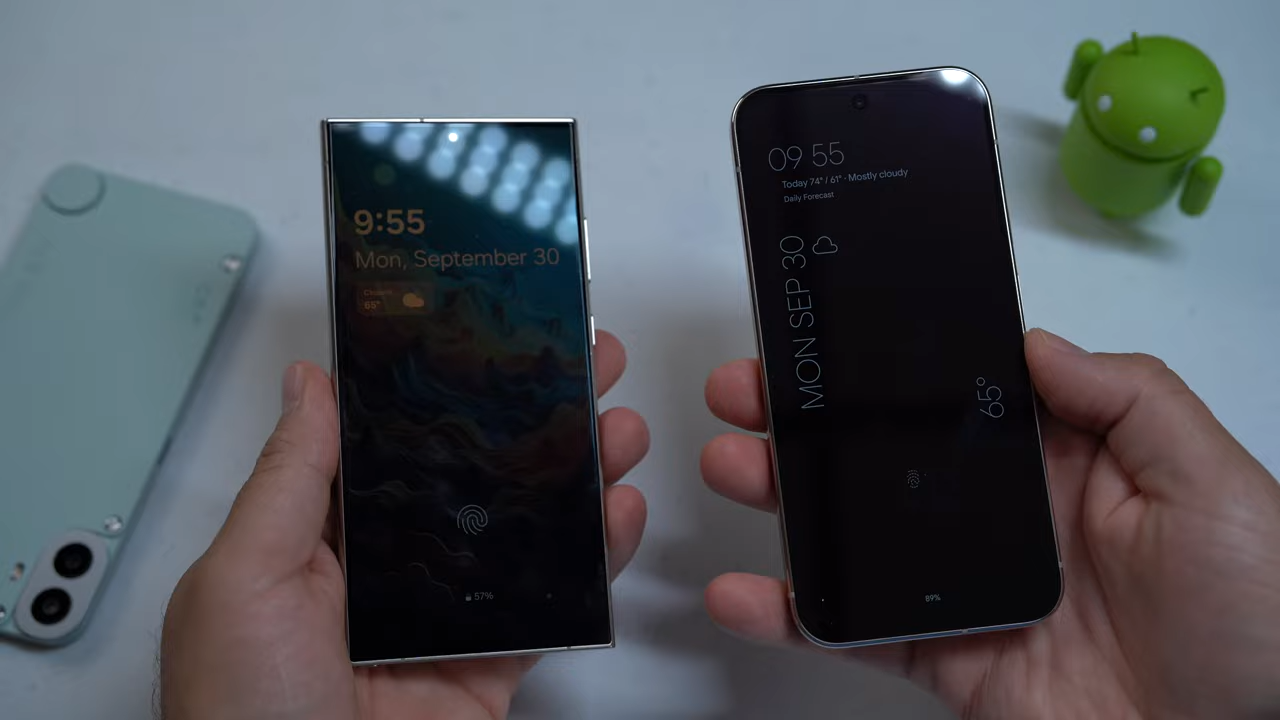 9:55
Mon, September 30
Cloudy
65°
57%
09 55
Today 74° / 61° · Mostly cloudy
Daily Forecast
MON SEP 30
65°
89%